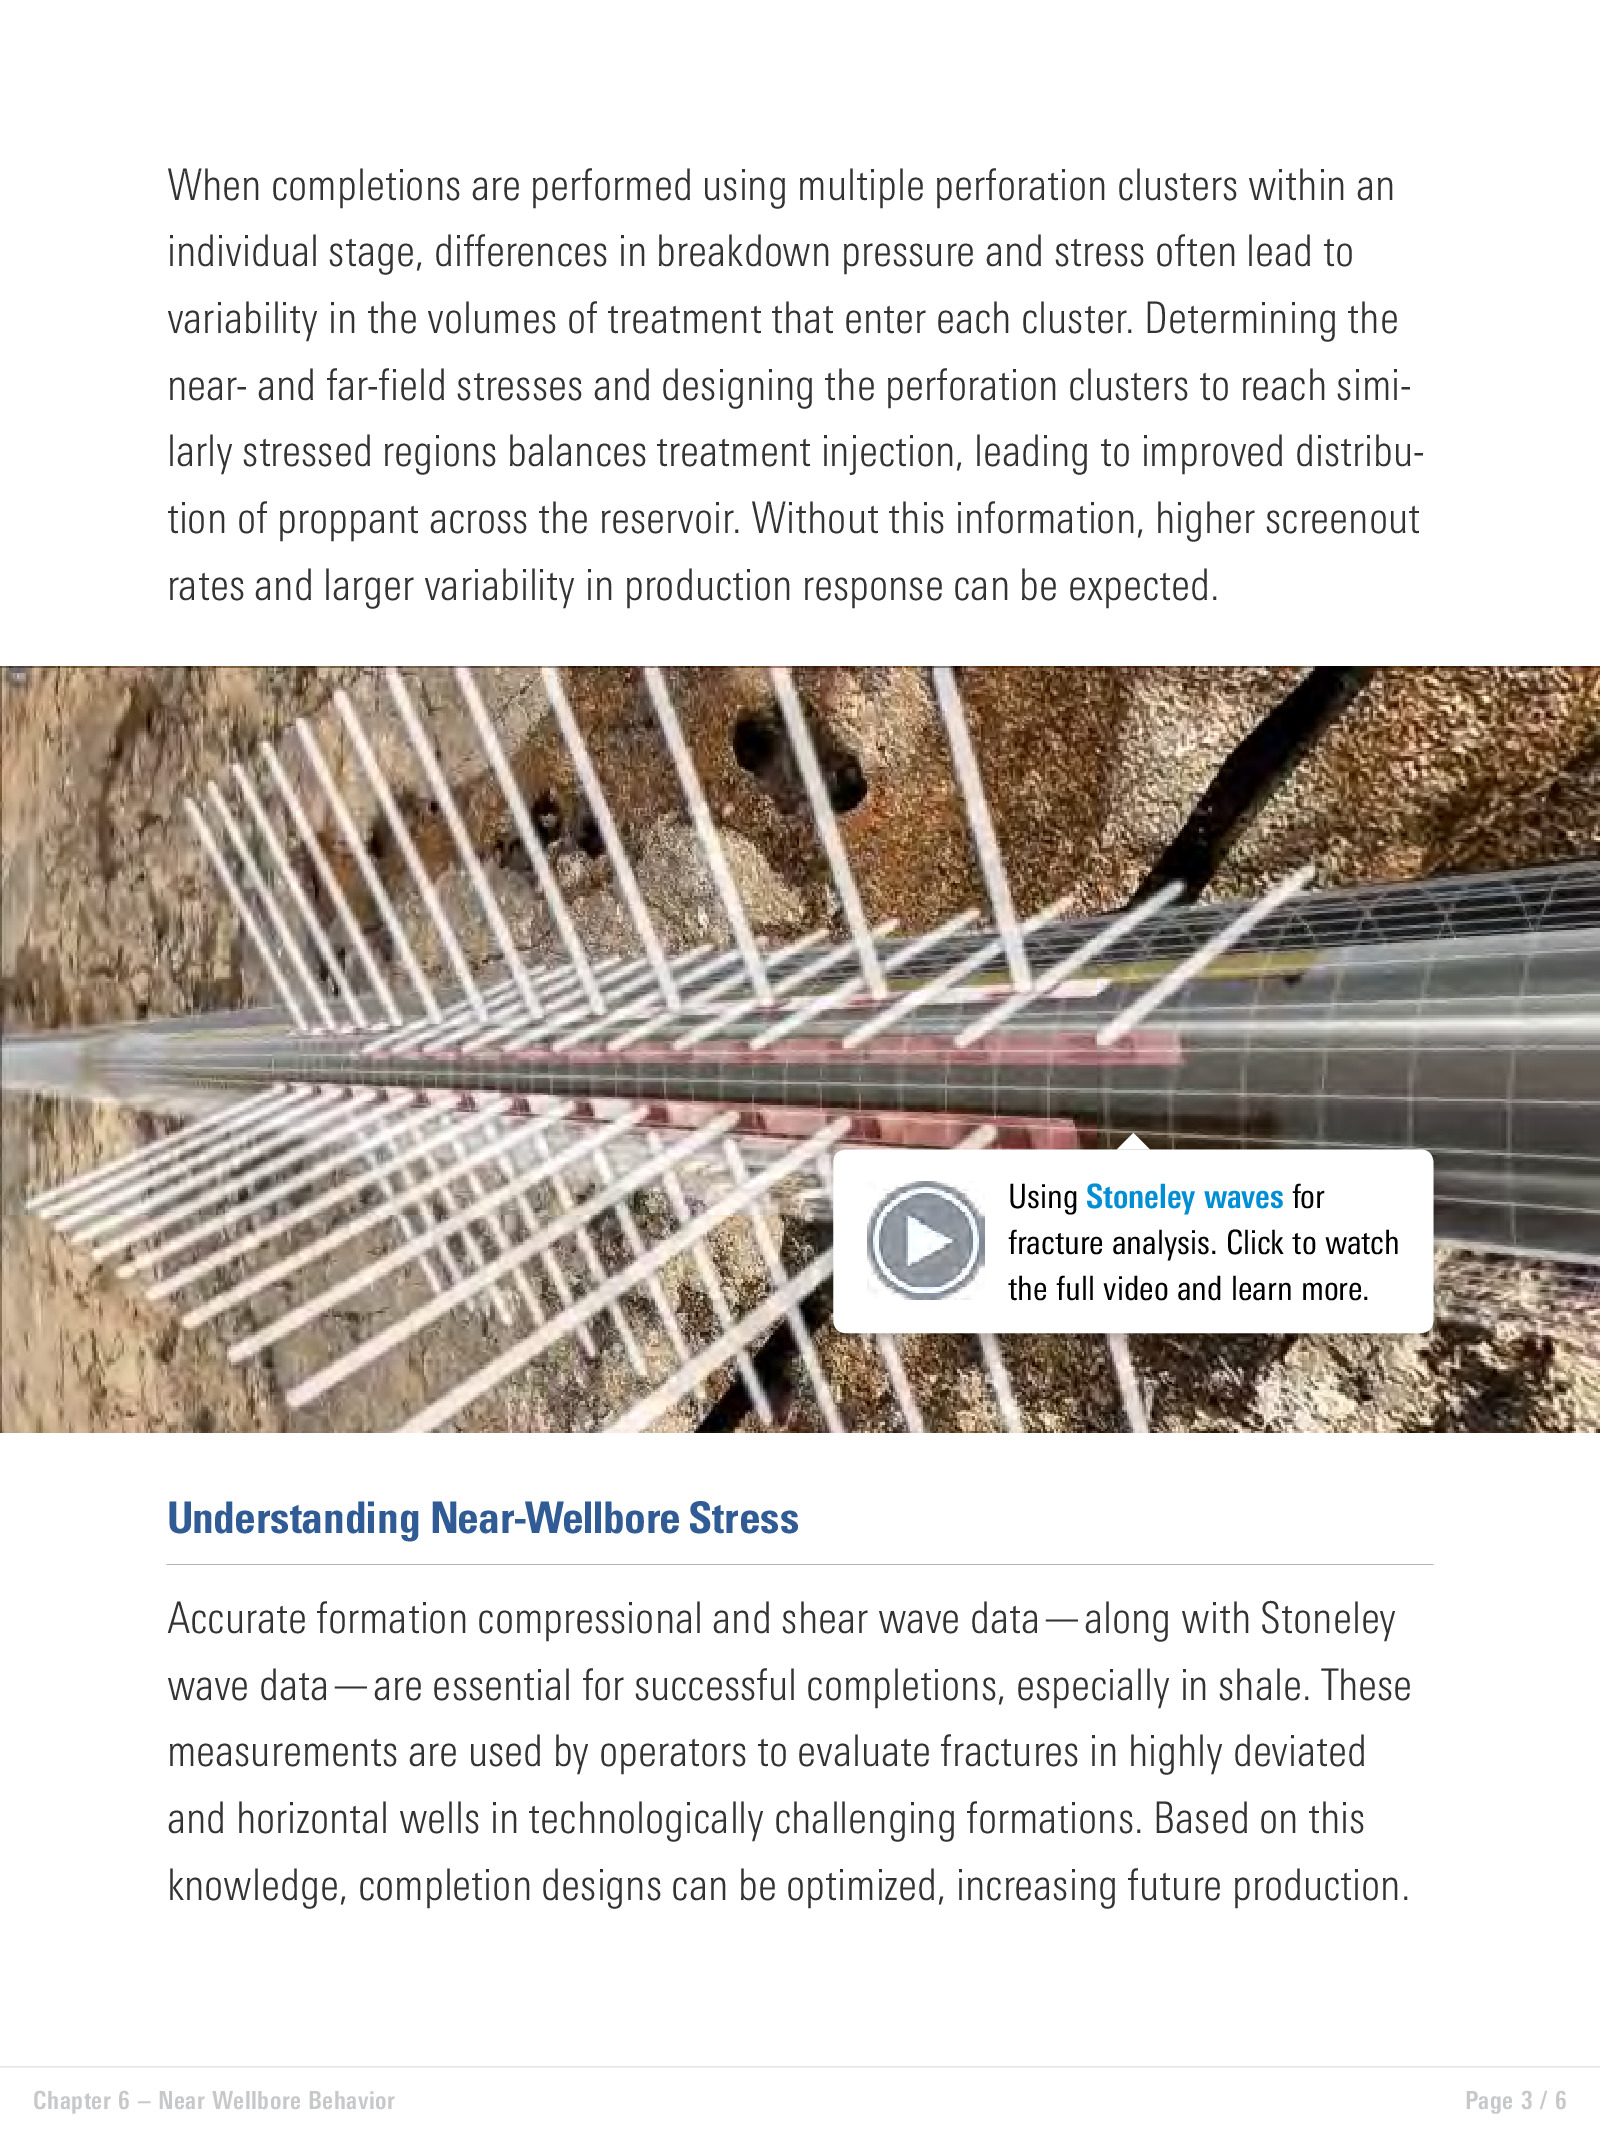 When completions are performed using multiple perforation clusters within an
individual stage, differences in breakdown pressure and stress often lead to
variability in the volumes of treatment that enter each cluster. Determining the
near- and far-field stresses and designing the perforation clusters to reach simi-
larly stressed regions balances treatment injection, leading to improved distribu-
tion of proppant across the reservoir. Without this information, higher screenout
rates and larger variability in production response can be expected.
Using Stoneley waves for
fracture analysis. Click to watch
the full video and learn more.
Understanding Near-Wellbore Stress
Accurate formation compressional and shear wave data—along with Stoneley
wave data—are essential for successful completions, especially in shale. These
measurements are used by operators to evaluate fractures in highly deviated
and horizontal wells in technologically challenging formations. Based on this
knowledge, completion designs can be optimized, increasing future production.
Chapter 6 – Near Wellbore Behavior
Page 3 / 6